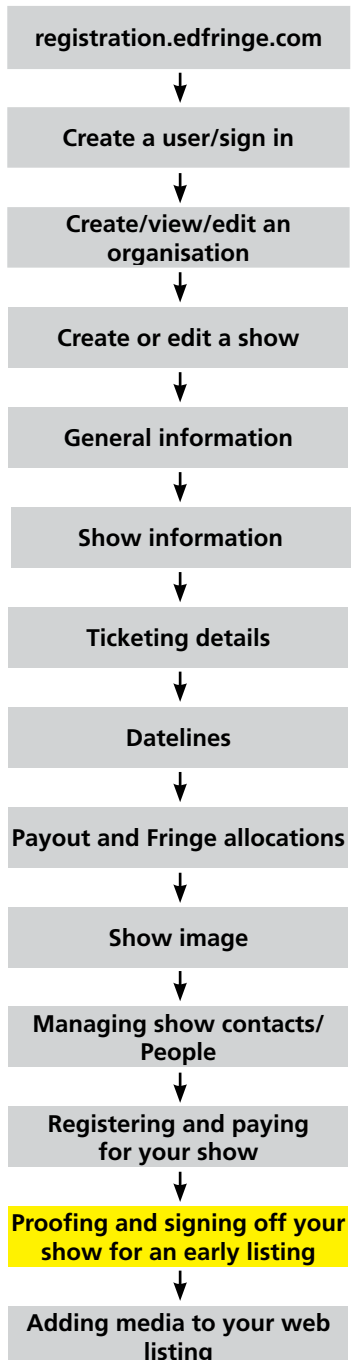 registration.edfringe.com
Create a user/sign in
Create/view/edit an
organisation
Create or edit a show
General information
Show information
Ticketing details
Datelines
Payout and Fringe allocations
Show image
Managing show contacts/
People
Registering and paying
for your show
Proofing and signing off your
show for an early listing
Adding media to your web
listing